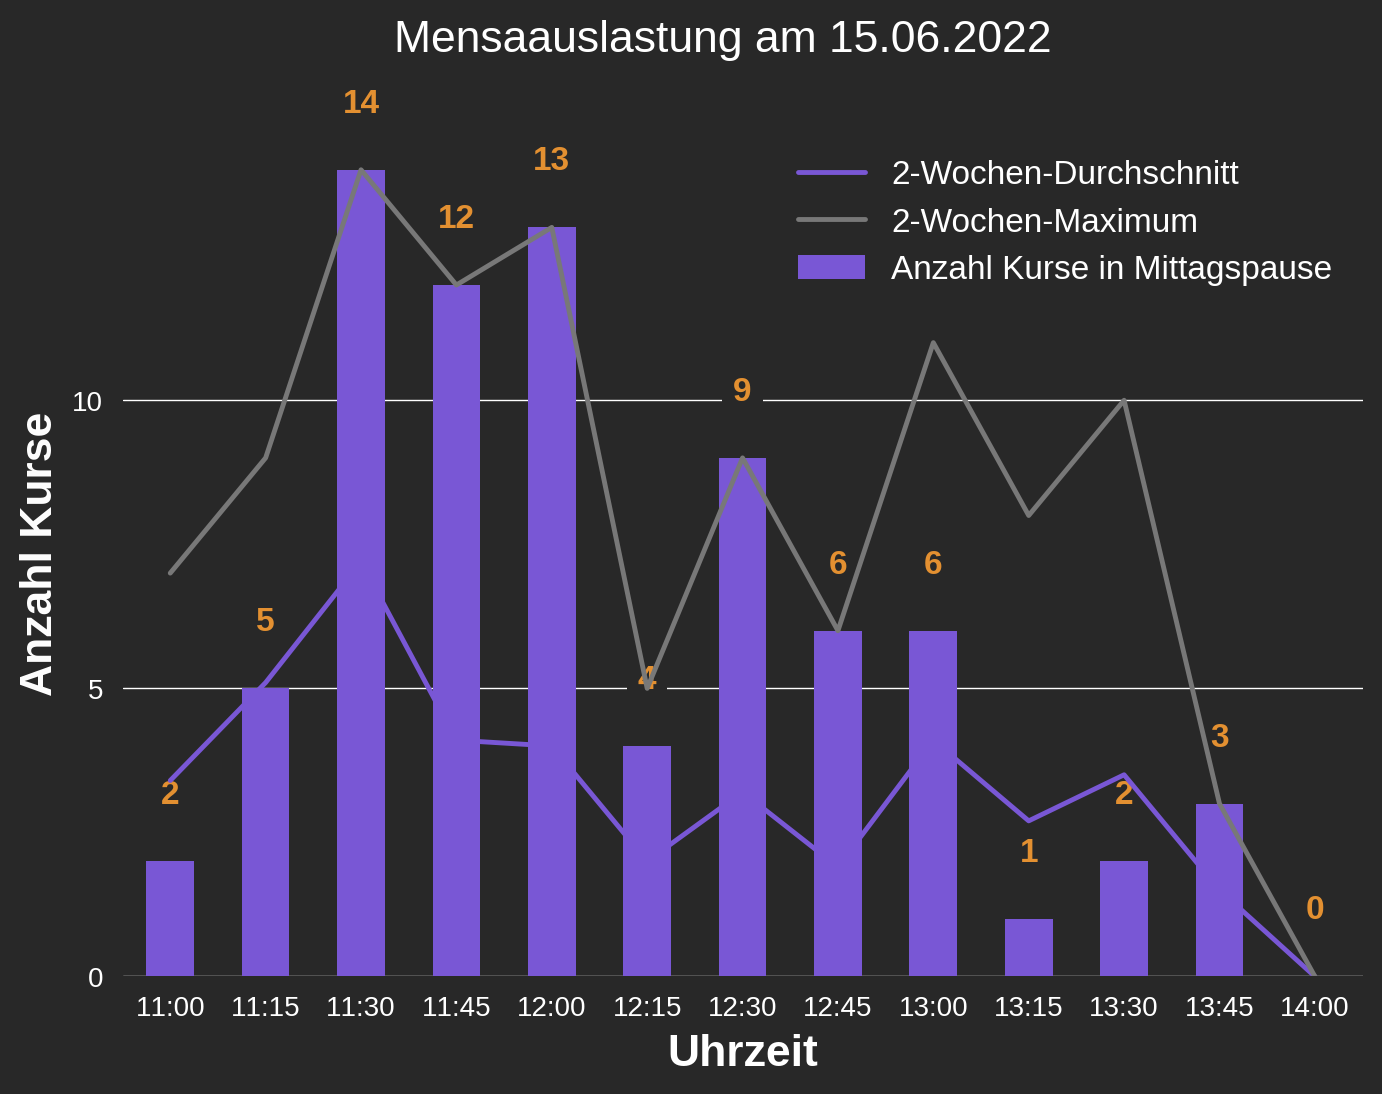 Mensaauslastung am 15.06.2022
14
13
12
2-Wochen-Durchschnitt
2-Wochen-Maximum
Anzahl Kurse in Mittagspause
10
9
6
6
5
4
5
3
2
2
1
0
0
Anzahl Kurse
11:00 11:15 11:30 11:45 12:00 12:15 12:30 12:45 13:00 13:15 13:30 13:45 14:00
Uhrzeit